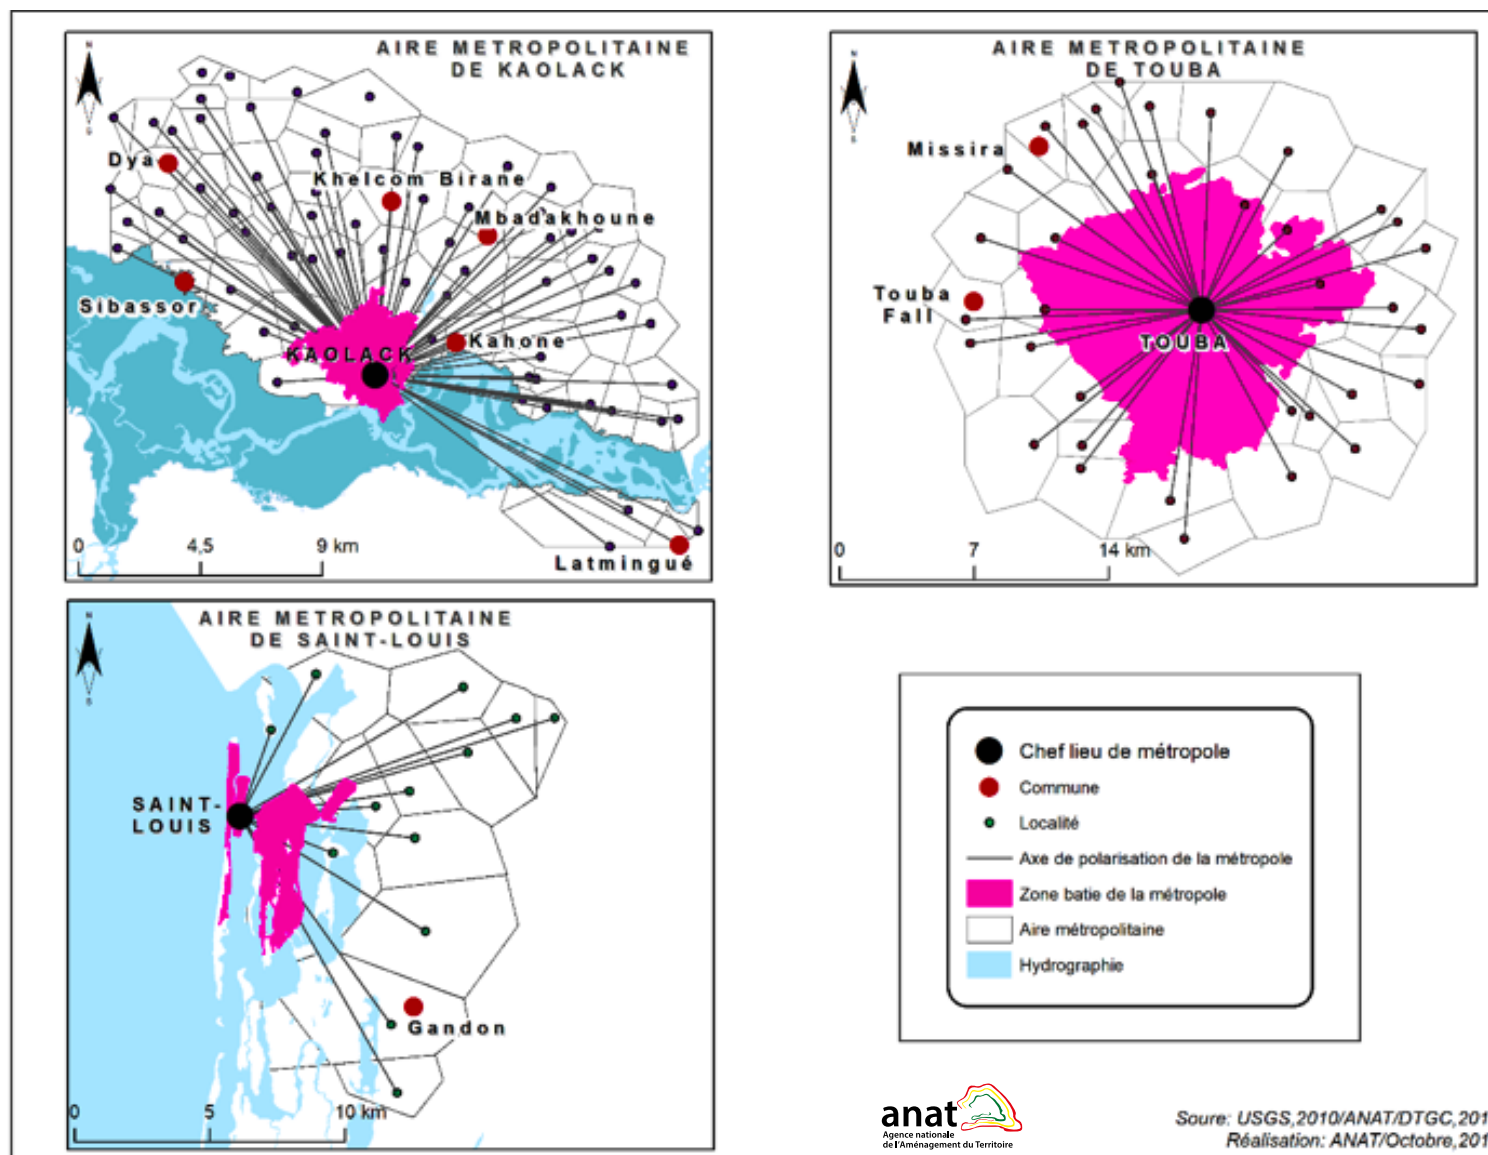 AIRE METROPOLITAINE
DE KAOLACK
N
S
Dya
Khelcom Birane
Mbadakhoune
Sibassor
Kahone
KAOLACK
Latmingué
0 4,5 9 km
AIRE METROPOLITAINE
DE TOUBA
N
S
Missira
Touba
Fall
TOUBA
0 7 14 km
AIRE METROPOLITAINE
DE SAINT-LOUIS
N
S
SAINT-
LOUIS
Gandon
0 5 10 km
Chef lieu de métropole
Commune
Localité
Axe de polarisation de la métropole
Zone batie de la métropole
Aire métropolitaine
Hydrographie
anat
Agence nationale
de l'Aménagement du Territoire
Soure: USGS,2010/ANAT/DTGC,201
Réalisation: ANAT/Octobre,201